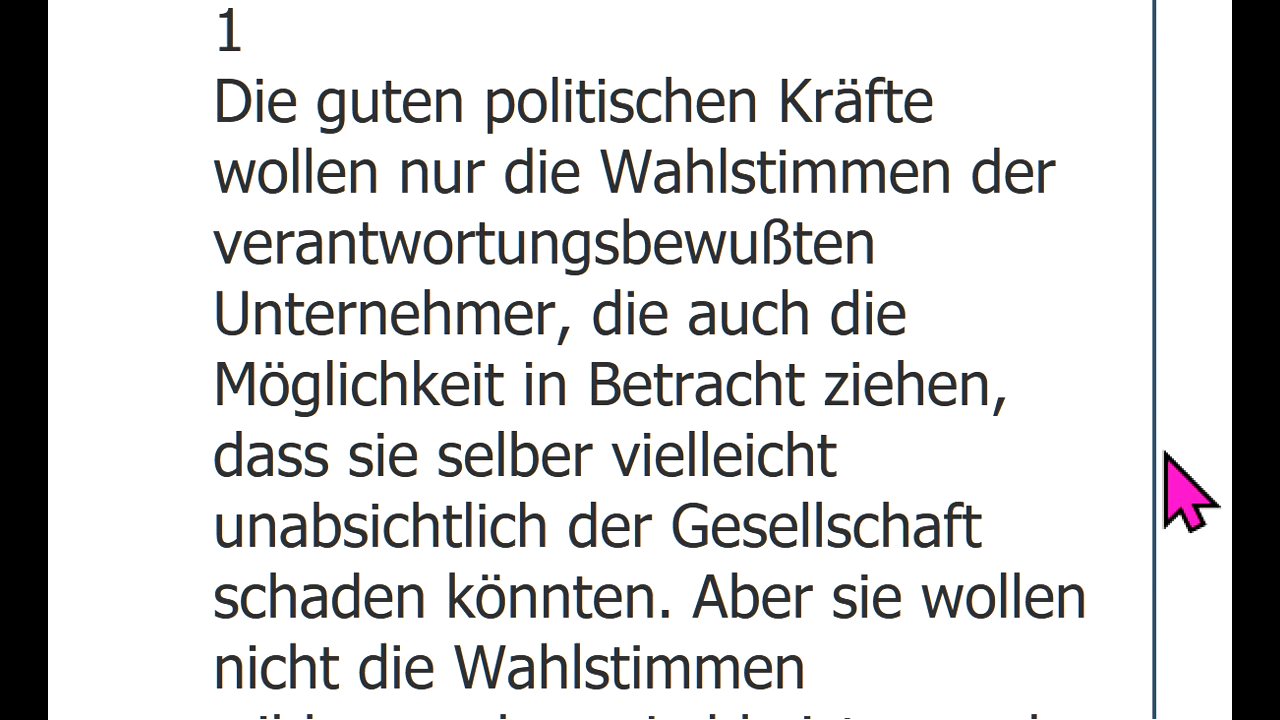 1
Die guten politischen Kräfte
wollen nur die Wahlstimmen der
verantwortungsbewußten
Unternehmer, die auch die
Möglichkeit in Betracht ziehen,
dass sie selber vielleicht
unabsichtlich der Gesellschaft
schaden könnten. Aber sie wollen
nicht die Wahlstimmen